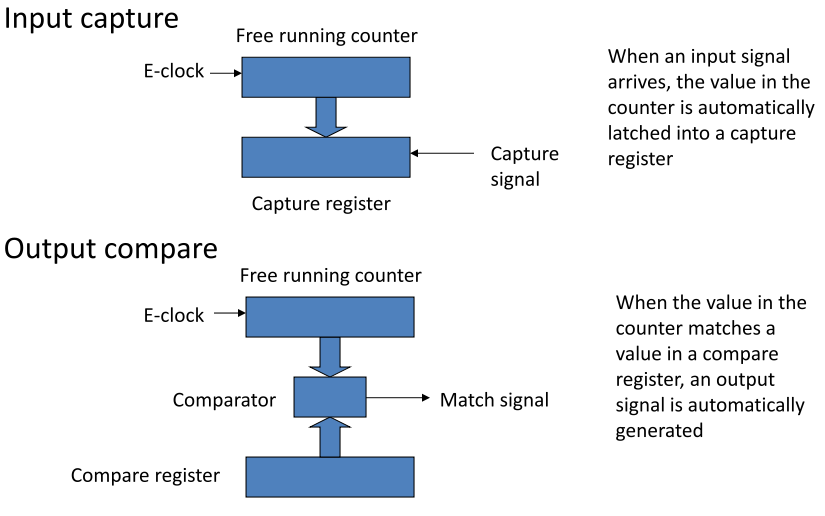 Input capture
Free running counter
E-clock
When an input signal
arrives, the value in the
counter is automatically
latched into a capture
register
Capture
signal
Capture register
Output compare
Free running counter
E-clock
When the value in the
counter matches a
value in a compare
register, an output
signal is automatically
generated
Comparator
Match signal
Compare register